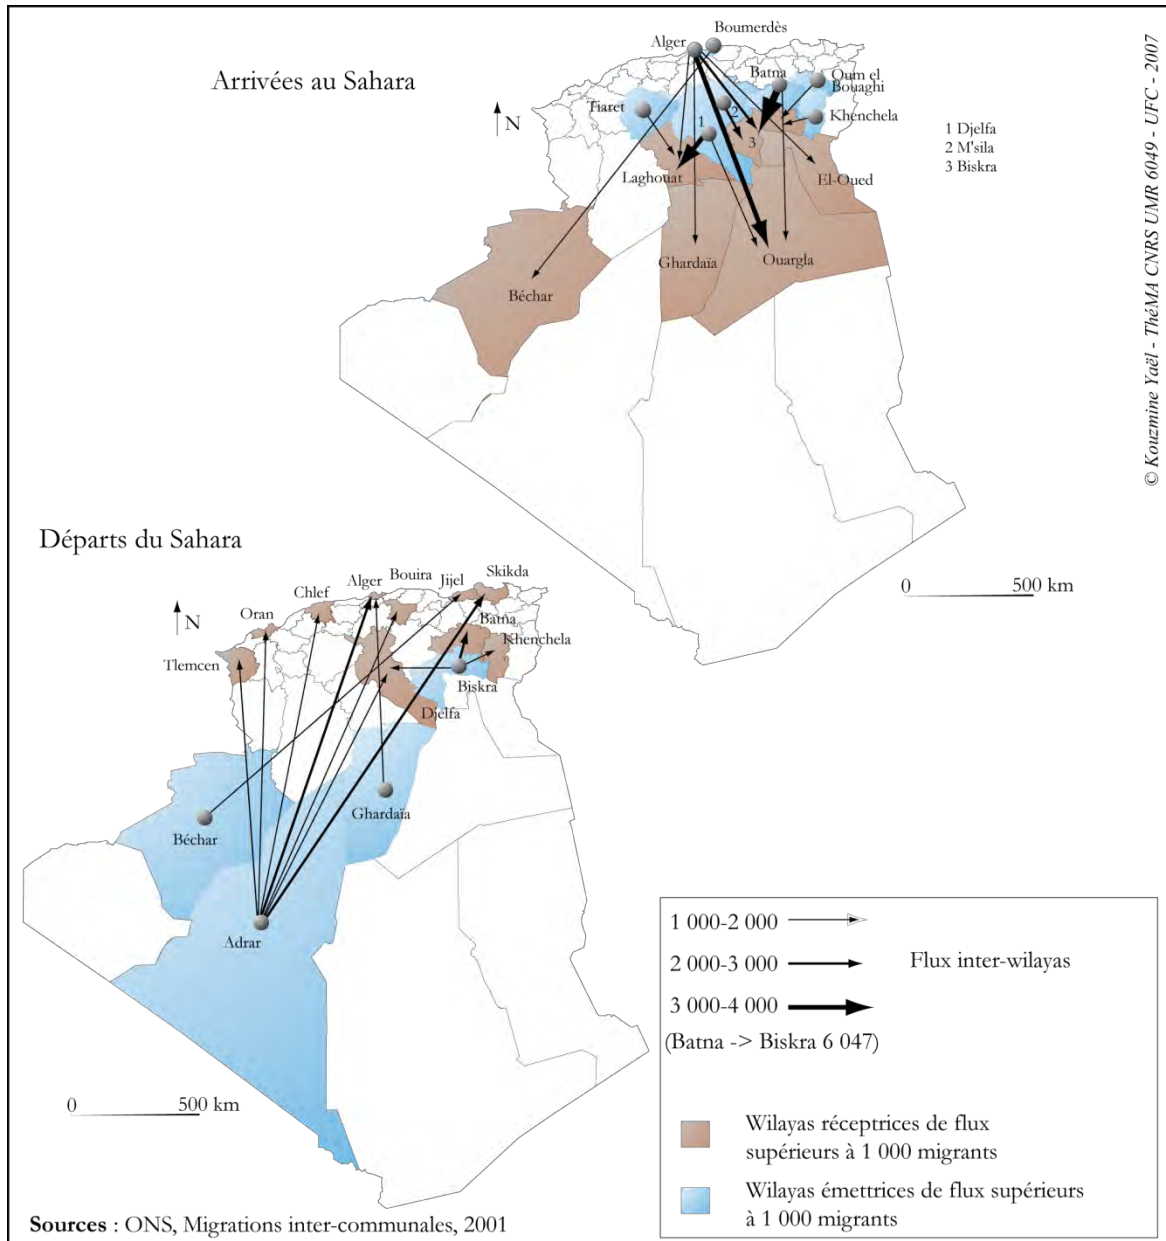 Arrivées au Sahara
N
Alger
Boumerdès
Batna
Oum el
Bouaghi
Tiaret
Khenchela
1
2
3
1 Djelfa
2 M'sila
3 Biskra
Laghouat
El-Oued
Ghardaïa
Ouargla
Béchar
0 500 km
© Kouzmine Yaël - ThéMA CNRS UMR 6049 - UFC - 2007
Départs du Sahara
N
Alger
Bouira
Jijel
Skikda
Chlef
Oran
Batna
Khenchela
Tlemcen
Biskra
Djelfa
Ghardaïa
Béchar
Adrar
0 500 km
1 000-2 000
2 000-3 000
Flux inter-wilayas
3 000-4 000
(Batna -> Biskra 6 047)
Wilayas réceptrices de flux
supérieurs à 1 000 migrants
Wilayas émettrices de flux supérieurs
à 1 000 migrants
Sources : ONS, Migrations inter-communales, 2001